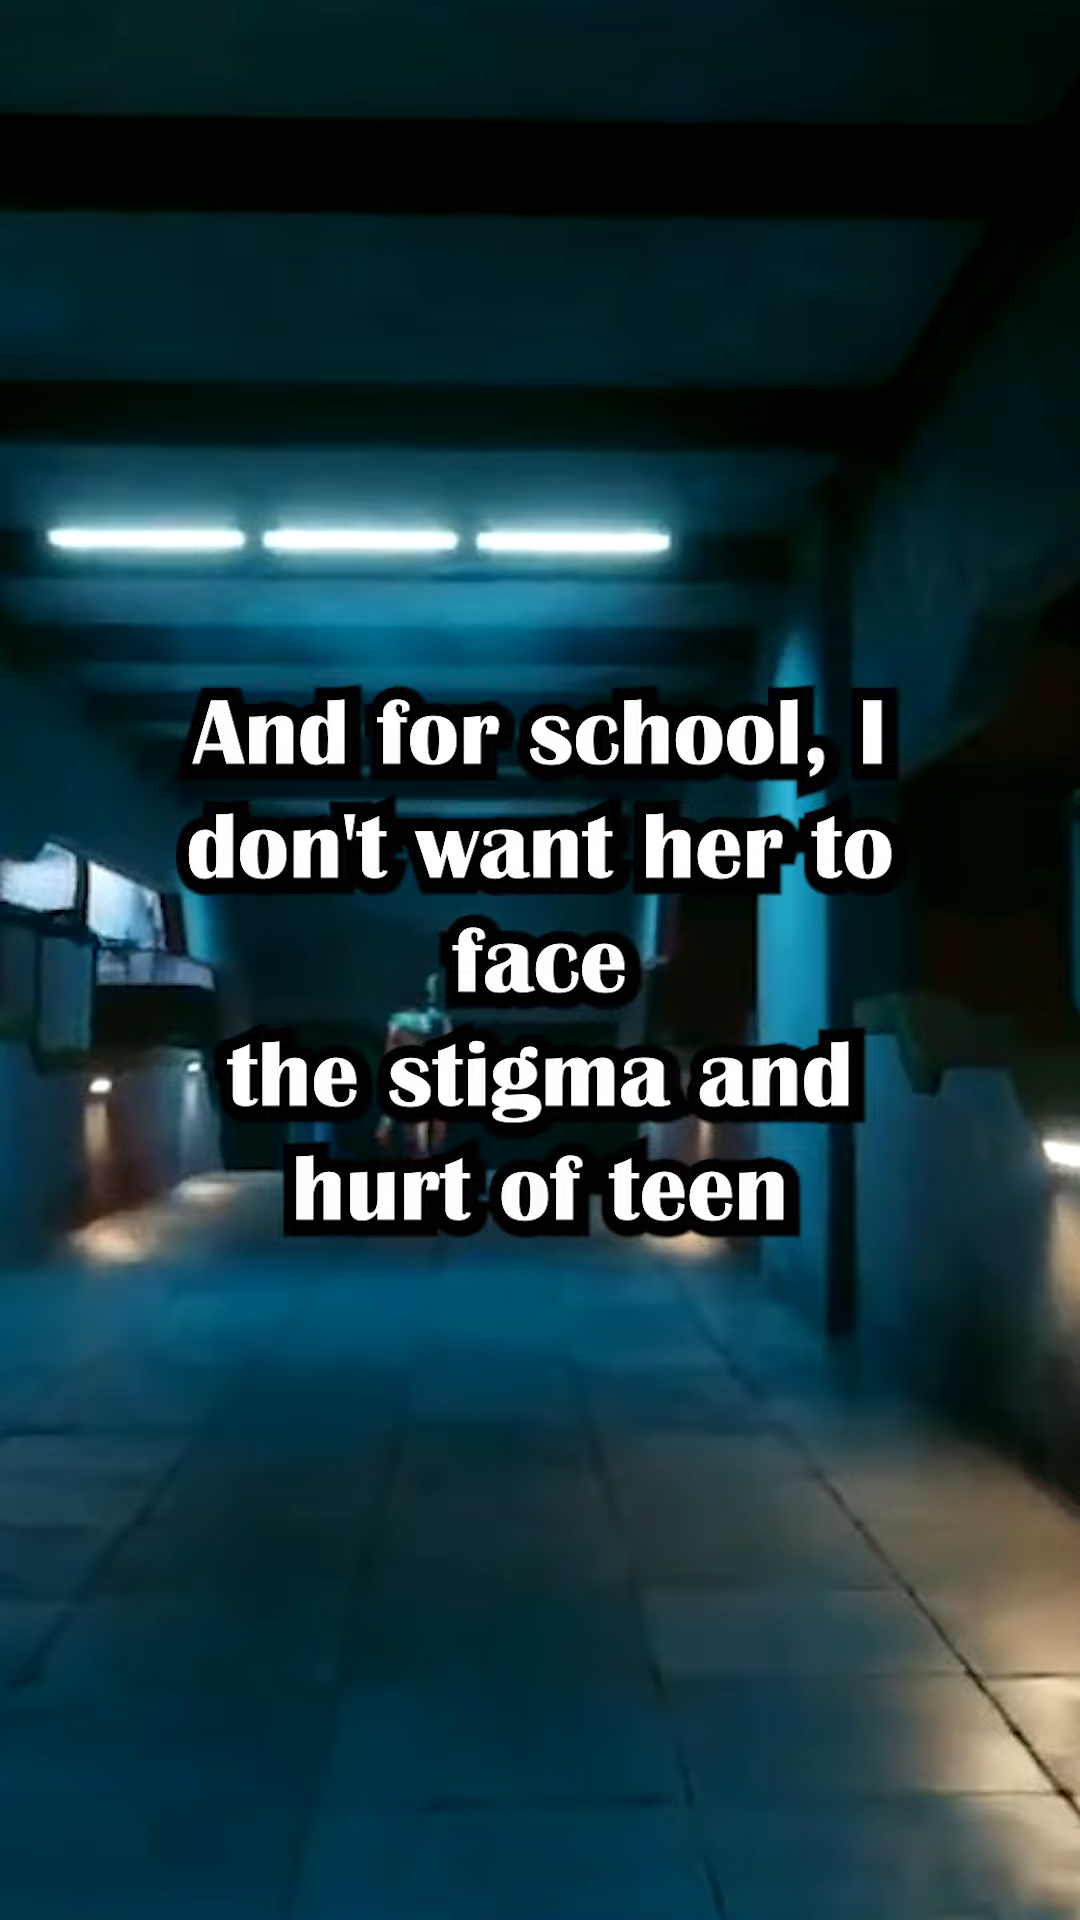 And for school, I
don't want her to
face
the stigma and
hurt of teen